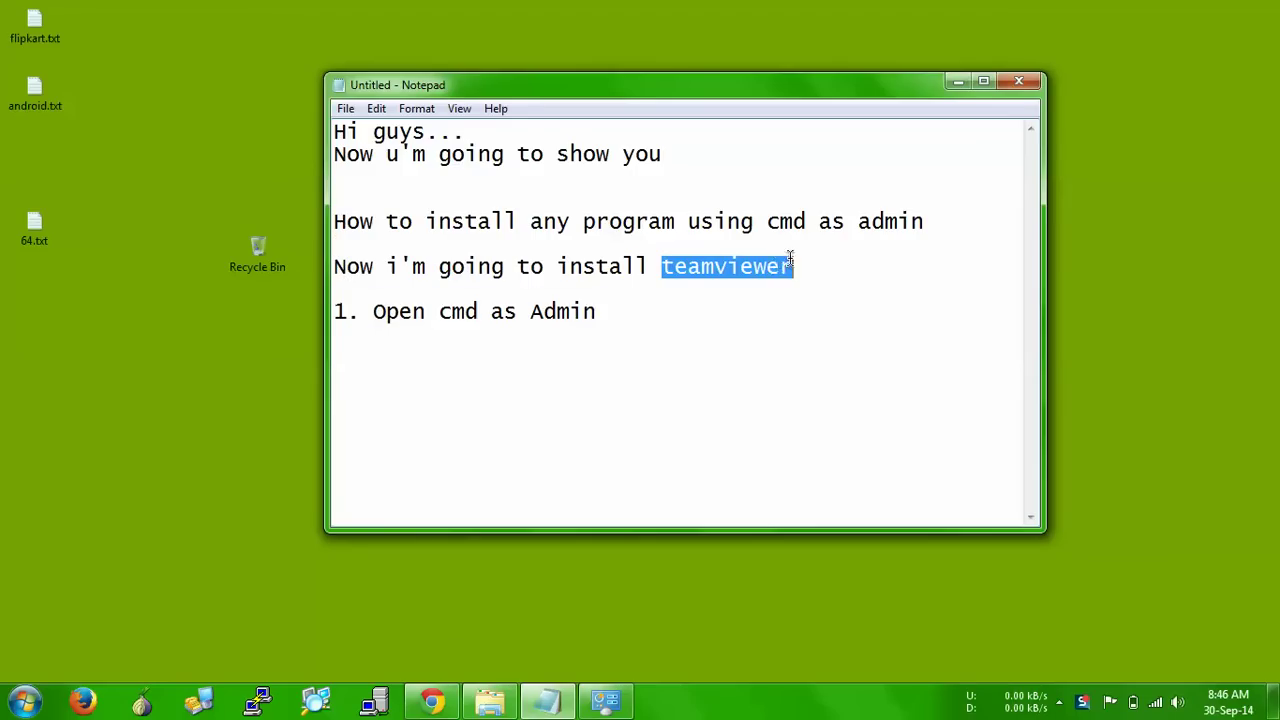 flipkart.txt
android.txt
64.txt
Recycle Bin
Untitled - Notepad
File Edit Format View Help
Hi guys...
Now u'm going to show you
How to install any program using cmd as admin
Now i'm going to install teamviewer
1. Open cmd as Admin
U: 0.00 kB/s
D: 0.00 kB/s
8:46 AM
30-Sep-14